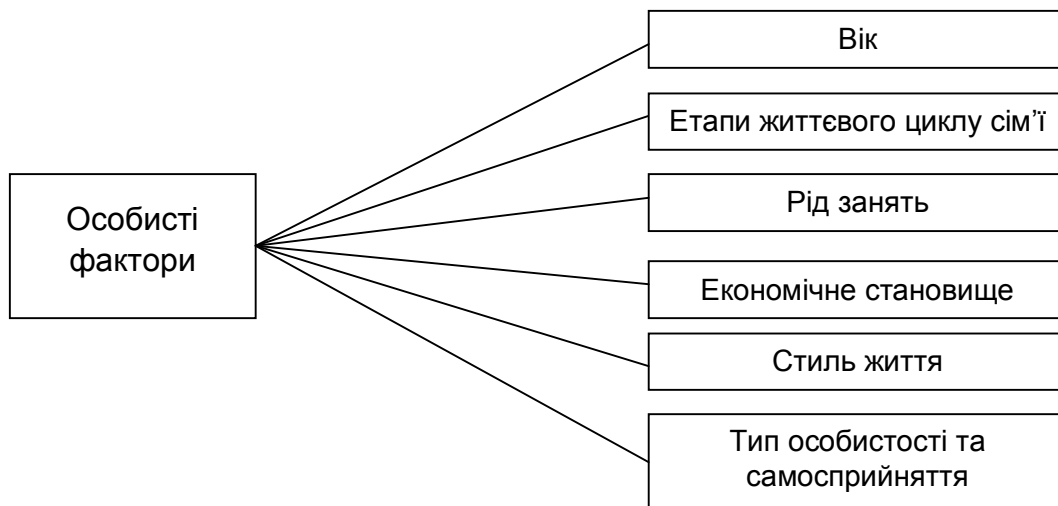 Особисті
фактори
Вік
Етапи життєвого циклу сім’ї
Рід занять
Економічне становище
Стиль життя
Тип особистості та
самосприйняття